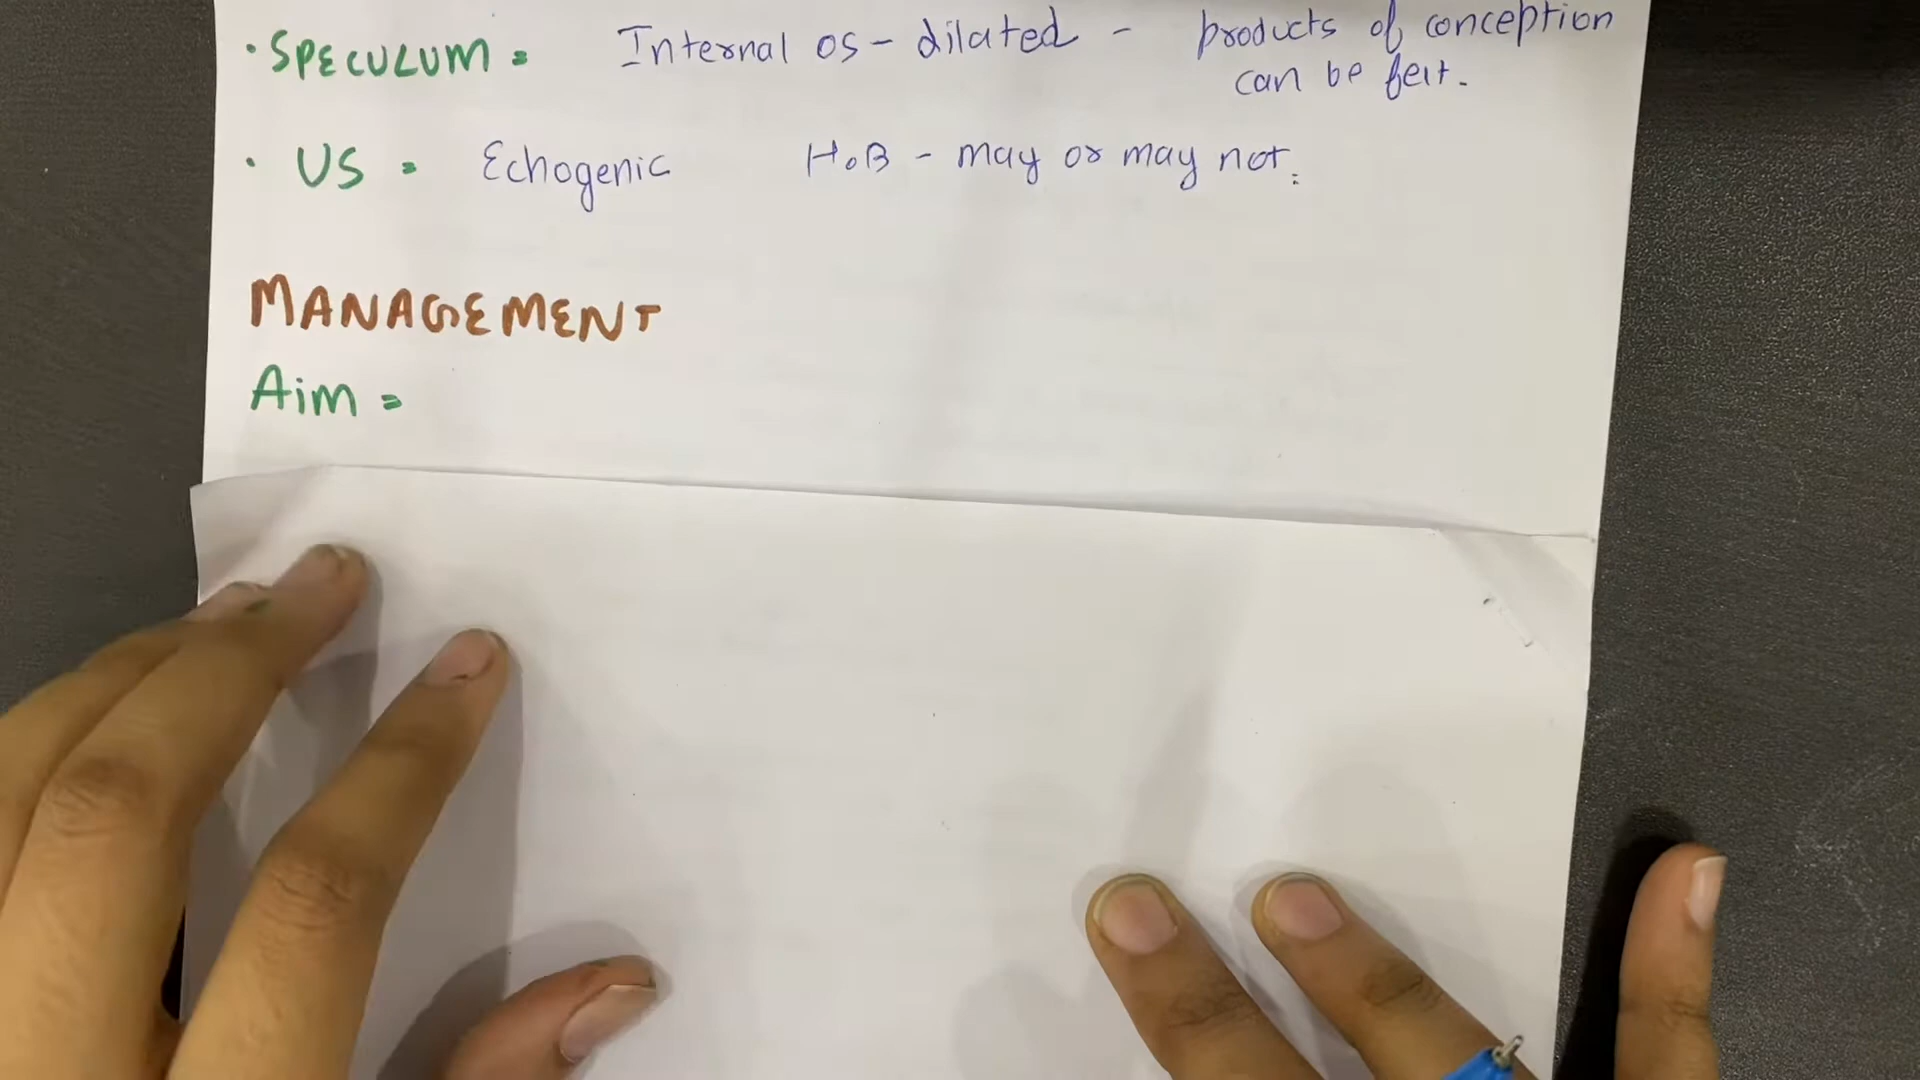 • SPECULUM = Internal os - dilated - products of conception
can be felt.
• US = Echogenic HoB - may or may not.
MANAGEMENT
Aim =